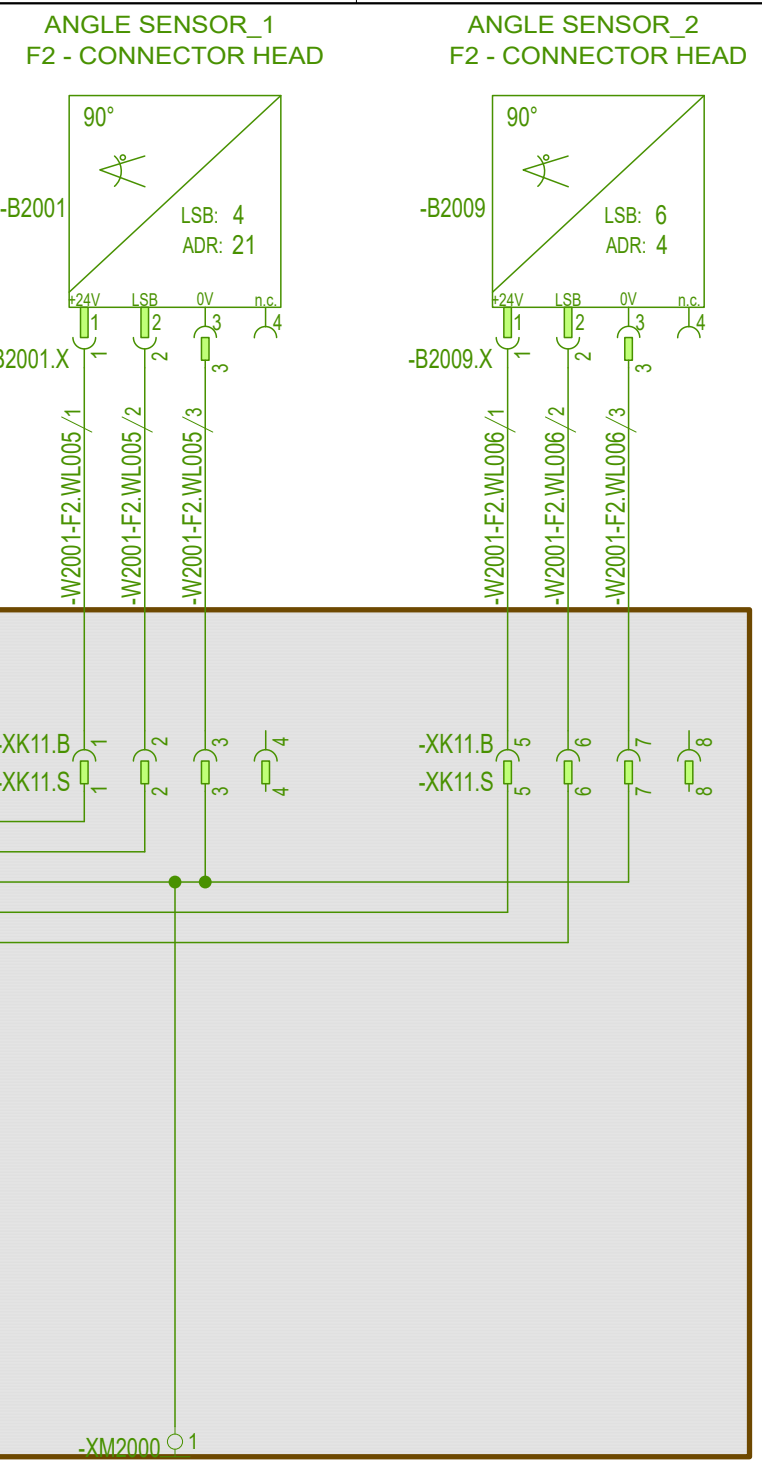 ANGLE SENSOR_1
F2 - CONNECTOR HEAD
90°
-B2001
LSB: 4
ADR: 21
+24V LSB 0V n.c.
1 2 3 4
B2001.X 1 2 3
-W2001-F2.WL005 /1
-W2001-F2.WL005 /2
-W2001-F2.WL005 /3
ANGLE SENSOR_2
F2 - CONNECTOR HEAD
90°
-B2009
LSB: 6
ADR: 4
+24V LSB 0V n.c.
1 2 3 4
-B2009.X 1 2 3
-W2001-F2.WL006 /1
-W2001-F2.WL006 /2
-W2001-F2.WL006 /3
-XK11.B 1 2 3 4
-XK11.S 1 2 3 4
-XK11.B 5 6 7 8
-XK11.S 5 6 7 8
-XM2000 1